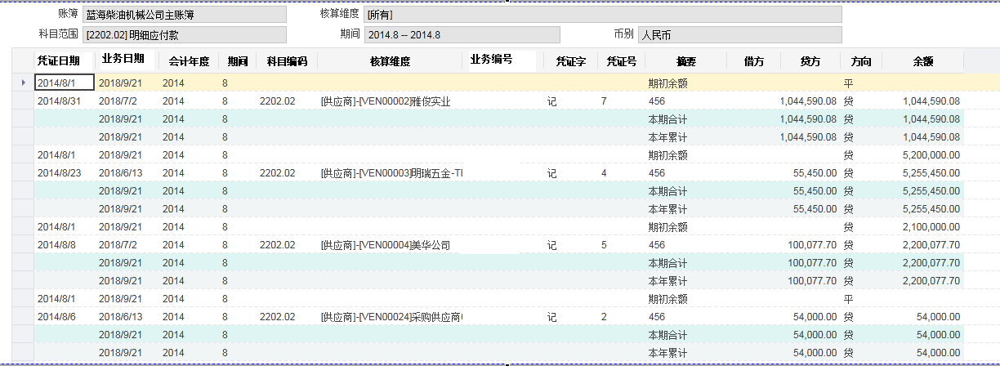 账簿 蓝海柴油机械公司主账簿 核算维度 [所有]
科目范围 [2202.02] 明细应付款 期间 2014.8 -- 2014.8 币别 人民币
凭证日期 业务日期 会计年度 期间 科目编码 核算维度 业务编号 凭证字 凭证号 摘要 借方 贷方 方向 余额
2014/8/1 2018/9/21 2014 8 期初余额 平
2014/8/31 2018/7/2 2014 8 2202.02 [供应商]-[VEN00002]雅俊实业 记 7 456 1,044,590.08 贷 1,044,590.08
2018/9/21 2014 8 本期合计 1,044,590.08 贷 1,044,590.08
2018/9/21 2014 8 本年累计 1,044,590.08 贷 1,044,590.08
2014/8/1 2018/9/21 2014 8 期初余额 贷 5,200,000.00
2014/8/23 2018/6/13 2014 8 2202.02 [供应商]-[VEN00003]明瑞五金-TI 记 4 456 55,450.00 贷 5,255,450.00
2018/9/21 2014 8 本期合计 55,450.00 贷 5,255,450.00
2018/9/21 2014 8 本年累计 55,450.00 贷 5,255,450.00
2014/8/1 2018/9/21 2014 8 期初余额 贷 2,100,000.00
2014/8/8 2018/7/2 2014 8 2202.02 [供应商]-[VEN00004]美华公司 记 5 456 100,077.70 贷 2,200,077.70
2018/9/21 2014 8 本期合计 100,077.70 贷 2,200,077.70
2018/9/21 2014 8 本年累计 100,077.70 贷 2,200,077.70
2014/8/1 2018/9/21 2014 8 期初余额 平
2014/8/6 2018/6/13 2014 8 2202.02 [供应商]-[VEN00024]采购供应商 记 2 456 54,000.00 贷 54,000.00
2018/9/21 2014 8 本期合计 54,000.00 贷 54,000.00
2018/9/21 2014 8 本年累计 54,000.00 贷 54,000.00